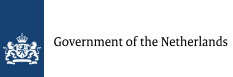 Government of the Netherlands